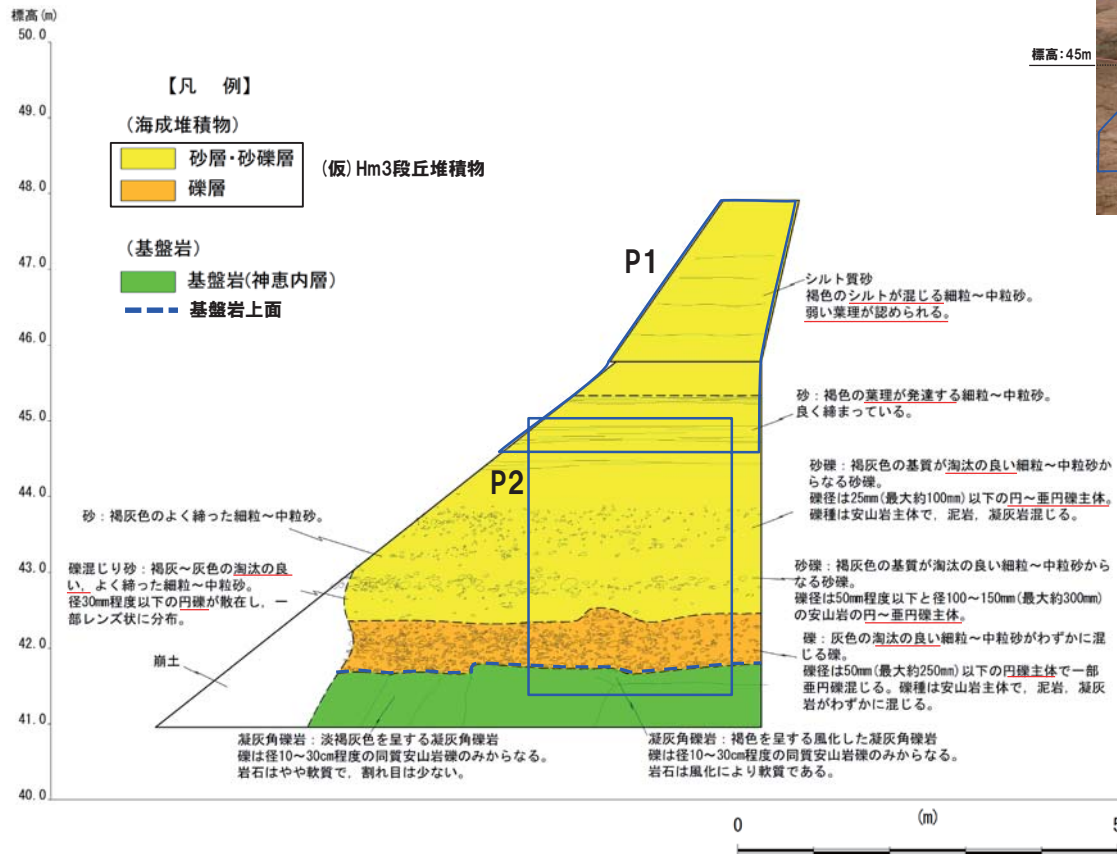 標高(m)
50.0
49.0
48.0
47.0
46.0
45.0
44.0
43.0
42.0
41.0
40.0
【凡 例】
(海成堆積物)
砂層・砂礫層
礫層
(仮)Hm3段丘堆積物
(基盤岩)
基盤岩(神恵内層)
基盤岩上面
標高:45m
P1
P2
シルト質砂
褐色のシルトが混じる細粒～中粒砂。
弱い葉理が認められる。
砂：褐色の葉理が発達する細粒～中粒砂。
良く締まっている。
砂礫：褐灰色の基質が淘汰の良い細粒～中粒砂か
らなる砂礫。
礫径は25mm(最大約100mm)以下の円～亜円礫主体。
礫種は安山岩主体で，泥岩，凝灰岩混じる。
砂礫：褐灰色の基質が淘汰の良い細粒～中粒砂から
なる砂礫。
礫径は50mm程度以下と径100～150mm(最大約300mm)
の安山岩の円～亜円礫主体。
礫：灰色の淘汰の良い細粒～中粒砂がわずかに混
じる礫。
礫径は50mm(最大約250mm)以下の円礫主体で一部
亜円礫混じる。礫種は安山岩主体で，泥岩，凝灰
岩がわずかに混じる。
砂：褐灰色のよく締った細粒～中粒砂。
礫混じり砂：褐灰～灰色の淘汰の良
い，よく締った細粒～中粒砂。
径30mm程度以下の円礫が散在し，一
部レンズ状に分布。
崩土
凝灰角礫岩：淡褐灰色を呈する凝灰角礫岩
礫は径10～30cm程度の同質安山岩礫のみからなる。
岩石はやや軟質で，割れ目は少ない。
凝灰角礫岩：褐色を呈する風化した凝灰角礫岩
礫は径10～30cm程度の同質安山岩礫のみからなる。
岩石は風化により軟質である。
0
(m)
5